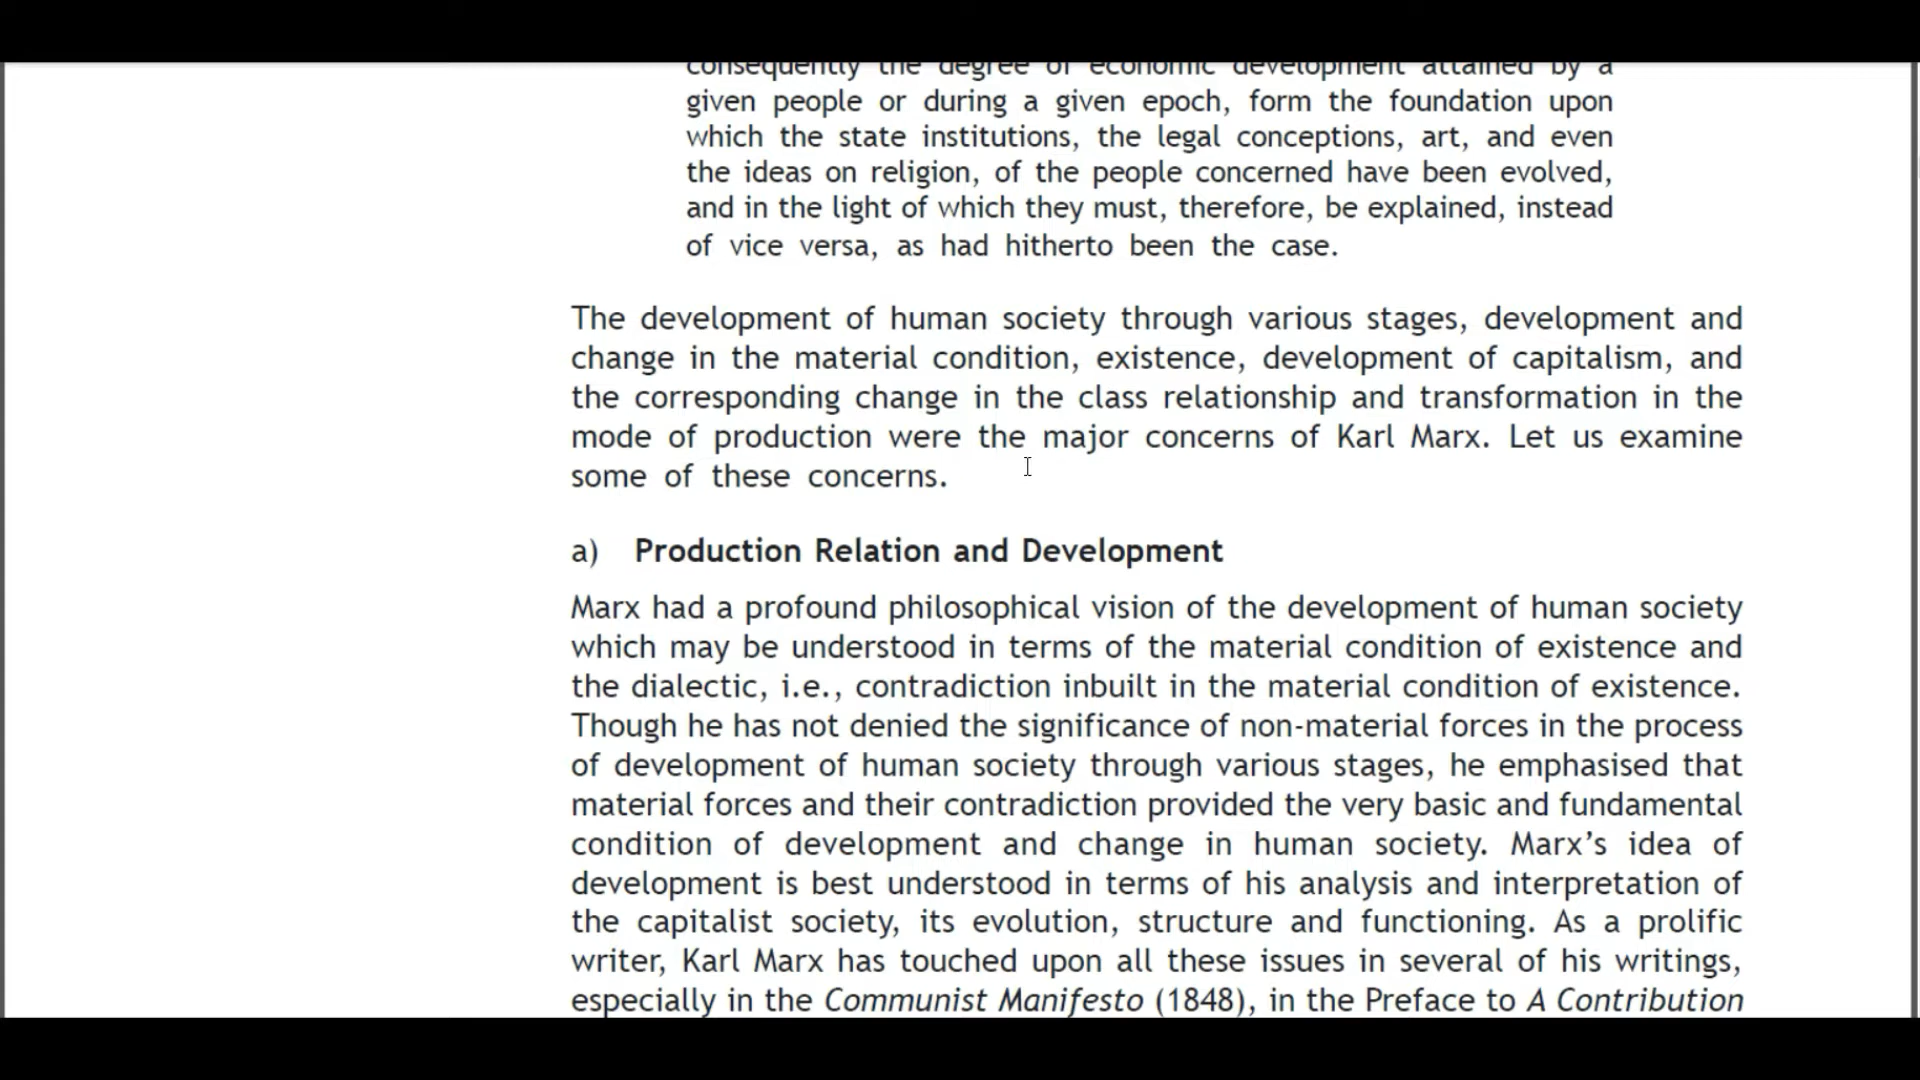 consequently the degree of economic development attained by a
given people or during a given epoch, form the foundation upon
which the state institutions, the legal conceptions, art, and even
the ideas on religion, of the people concerned have been evolved,
and in the light of which they must, therefore, be explained, instead
of vice versa, as had hitherto been the case.
The development of human society through various stages, development and
change in the material condition, existence, development of capitalism, and
the corresponding change in the class relationship and transformation in the
mode of production were the major concerns of Karl Marx. Let us examine
some of these concerns.
a) Production Relation and Development
Marx had a profound philosophical vision of the development of human society
which may be understood in terms of the material condition of existence and
the dialectic, i.e., contradiction inbuilt in the material condition of existence.
Though he has not denied the significance of non-material forces in the process
of development of human society through various stages, he emphasised that
material forces and their contradiction provided the very basic and fundamental
condition of development and change in human society. Marx’s idea of
development is best understood in terms of his analysis and interpretation of
the capitalist society, its evolution, structure and functioning. As a prolific
writer, Karl Marx has touched upon all these issues in several of his writings,
especially in the Communist Manifesto (1848), in the Preface to A Contribution